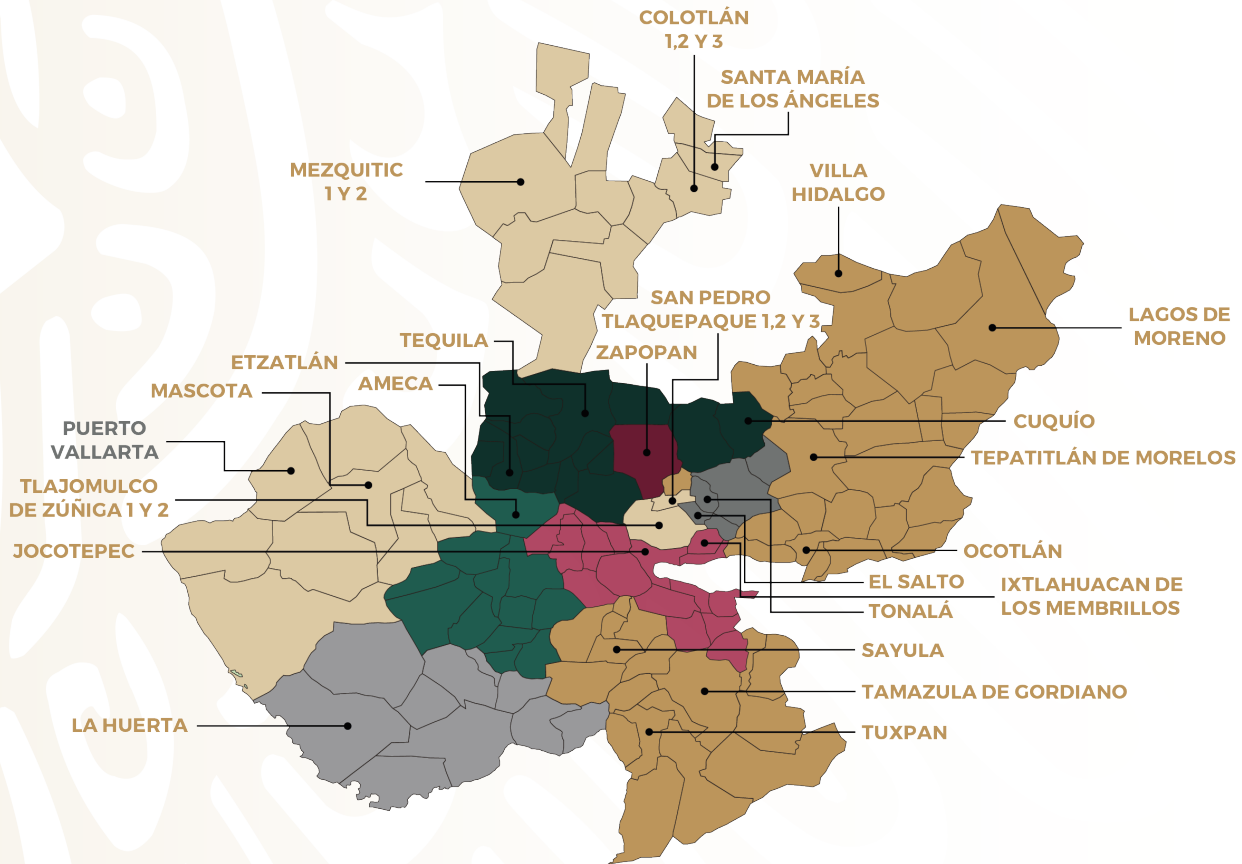 COLOTLÁN
1,2 Y 3
SANTA MARÍA
DE LOS ÁNGELES
MEZQUITIC
1 Y 2
VILLA
HIDALGO
SAN PEDRO
TLAQUEPAQUE 1,2 Y 3
LAGOS DE
MORENO
TEQUILA
ZAPOPAN
ETZATLÁN
AMECA
MASCOTA
CUQUÍO
PUERTO
VALLARTA
TEPATITLÁN DE MORELOS
TLAJOMULCO
DE ZÚÑIGA 1 Y 2
JOCOTEPEC
OCOTLÁN
EL SALTO
IXTLAHUACAN DE
LOS MEMBRILLOS
TONALÁ
SAYULA
TAMAZULA DE GORDIANO
LA HUERTA
TUXPAN